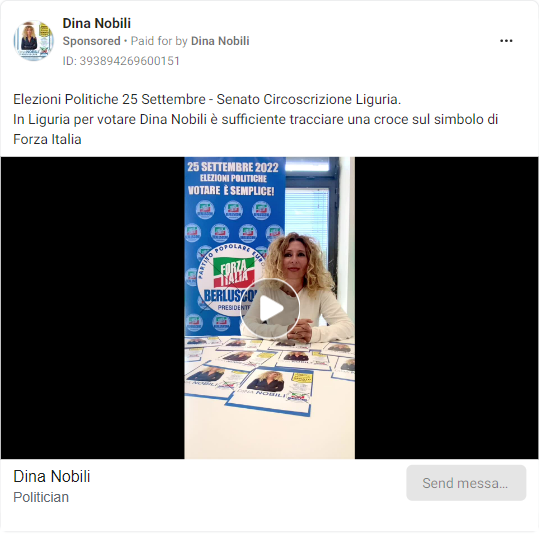 Dina Nobili
Sponsored • Paid for by Dina Nobili
ID: 393894269600151
Elezioni Politiche 25 Settembre - Senato Circoscrizione Liguria.
In Liguria per votare Dina Nobili è sufficiente tracciare una croce sul simbolo di
Forza Italia
25 SETTEMBRE 2022
ELEZIONI POLITICHE
VOTARE È SEMPLICE!
PARTITO POPOLARE EUR
FORZA
ITALIA
BERLUSCO
PRESIDENTE
DINA NOBILI
Dina Nobili
Politician
Send messa...